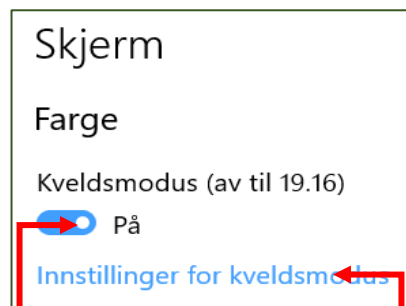 Skjerm
Farge
Kveldsmodus (av til 19.16)
På
Innstillinger for kveldsmodus